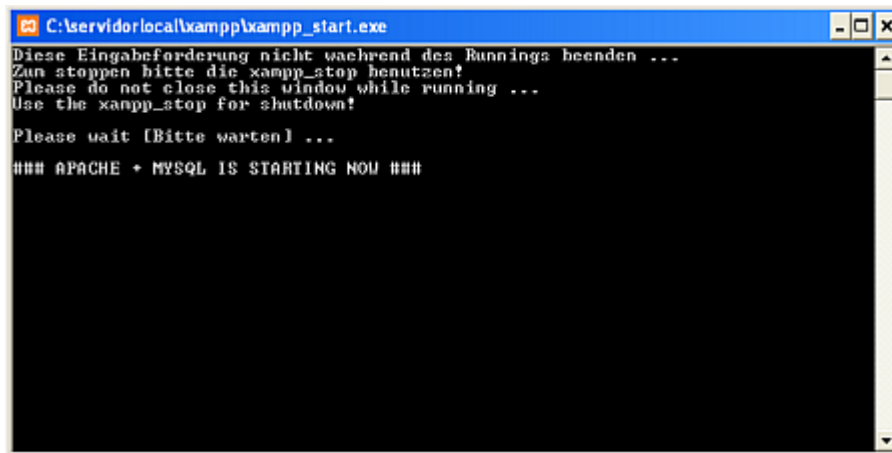 C:\servidorlocal\xampp\xampp_start.exe
Diese Eingabeforderung nicht waehrend des Runnings beenden ...
Zum stoppen bitte die xampp_stop benutzen!
Please do not close this window while running ...
Use the xampp_stop for shutdown!
Please wait [Bitte warten] ...
### APACHE + MYSQL IS STARTING NOW ###